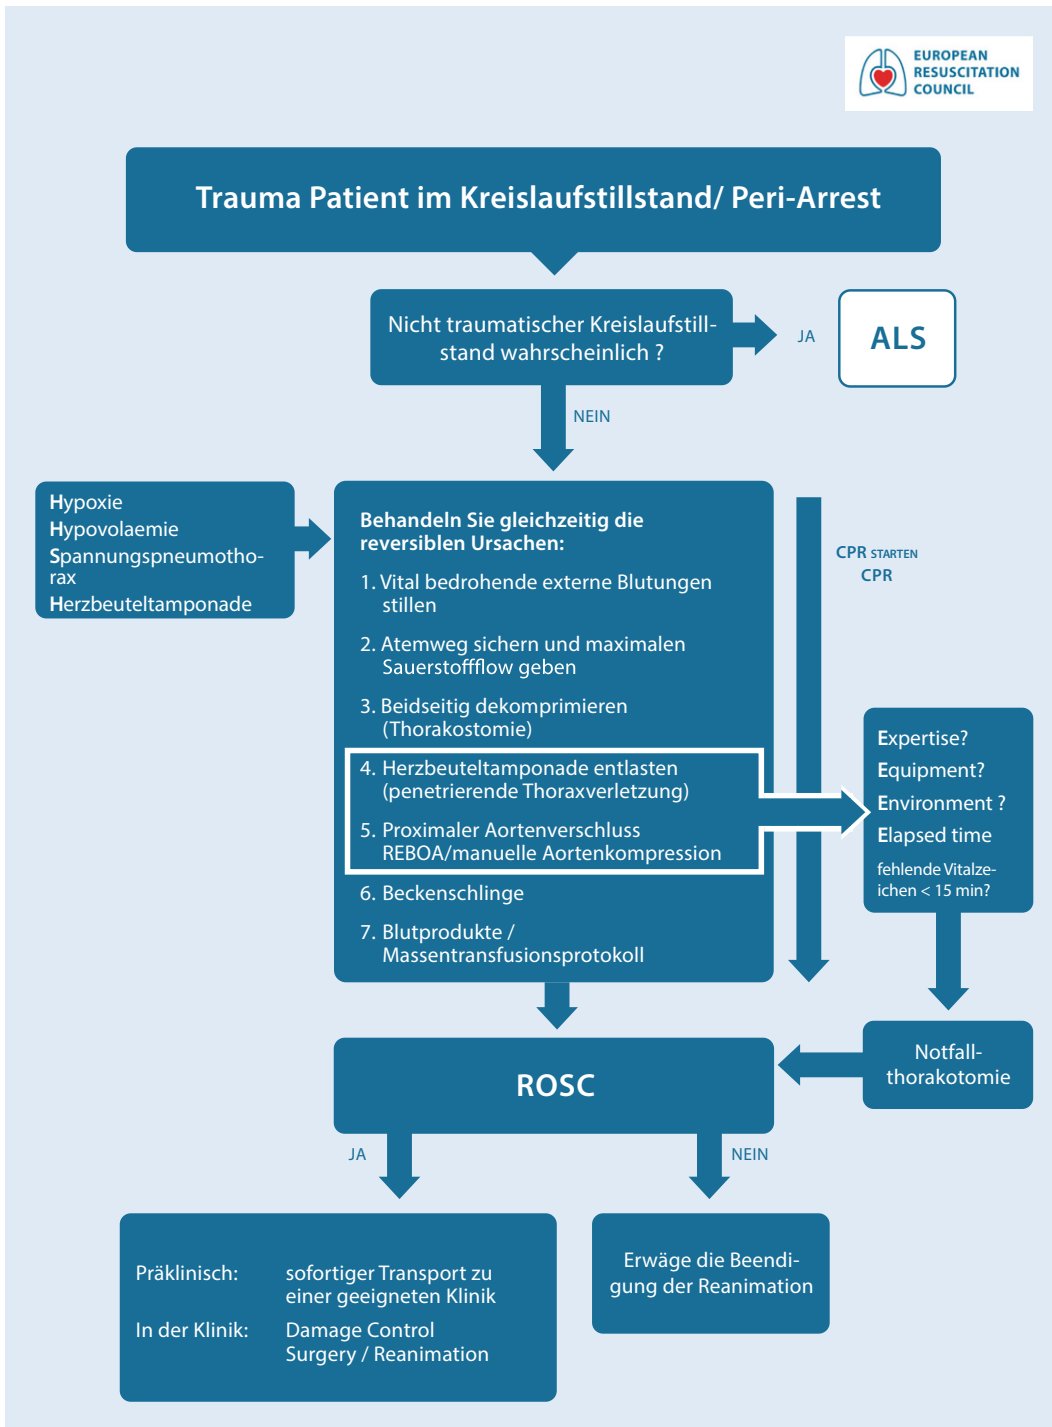 EUROPEAN
RESUSCITATION
COUNCIL
Trauma Patient im Kreislaufstillstand/ Peri-Arrest
Nicht traumatischer Kreislaufstill-
stand wahrscheinlich ?
JA
ALS
NEIN
Hypoxie
Hypovolaemie
Spannungspneumotho-
rax
Herzbeuteltamponade
Behandeln Sie gleichzeitig die
reversiblen Ursachen:
1. Vital bedrohende externe Blutungen
stillen
2. Atemweg sichern und maximalen
Sauerstoffflow geben
3. Beidseitig dekomprimieren
(Thorakostomie)
4. Herzbeuteltamponade entlasten
(penetrierende Thoraxverletzung)
5. Proximaler Aortenverschluss
REBOA/manuelle Aortenkompression
6. Beckenschlinge
7. Blutprodukte /
Massentransfusionsprotokoll
CPR STARTEN
CPR
Expertise?
Equipment?
Environment ?
Elapsed time
fehlende Vitalze-
ichen < 15 min?
Notfall-
thorakotomie
ROSC
JA
NEIN
Präklinisch: sofortiger Transport zu
einer geeigneten Klinik
In der Klinik: Damage Control
Surgery / Reanimation
Erwäge die Beendi-
gung der Reanimation